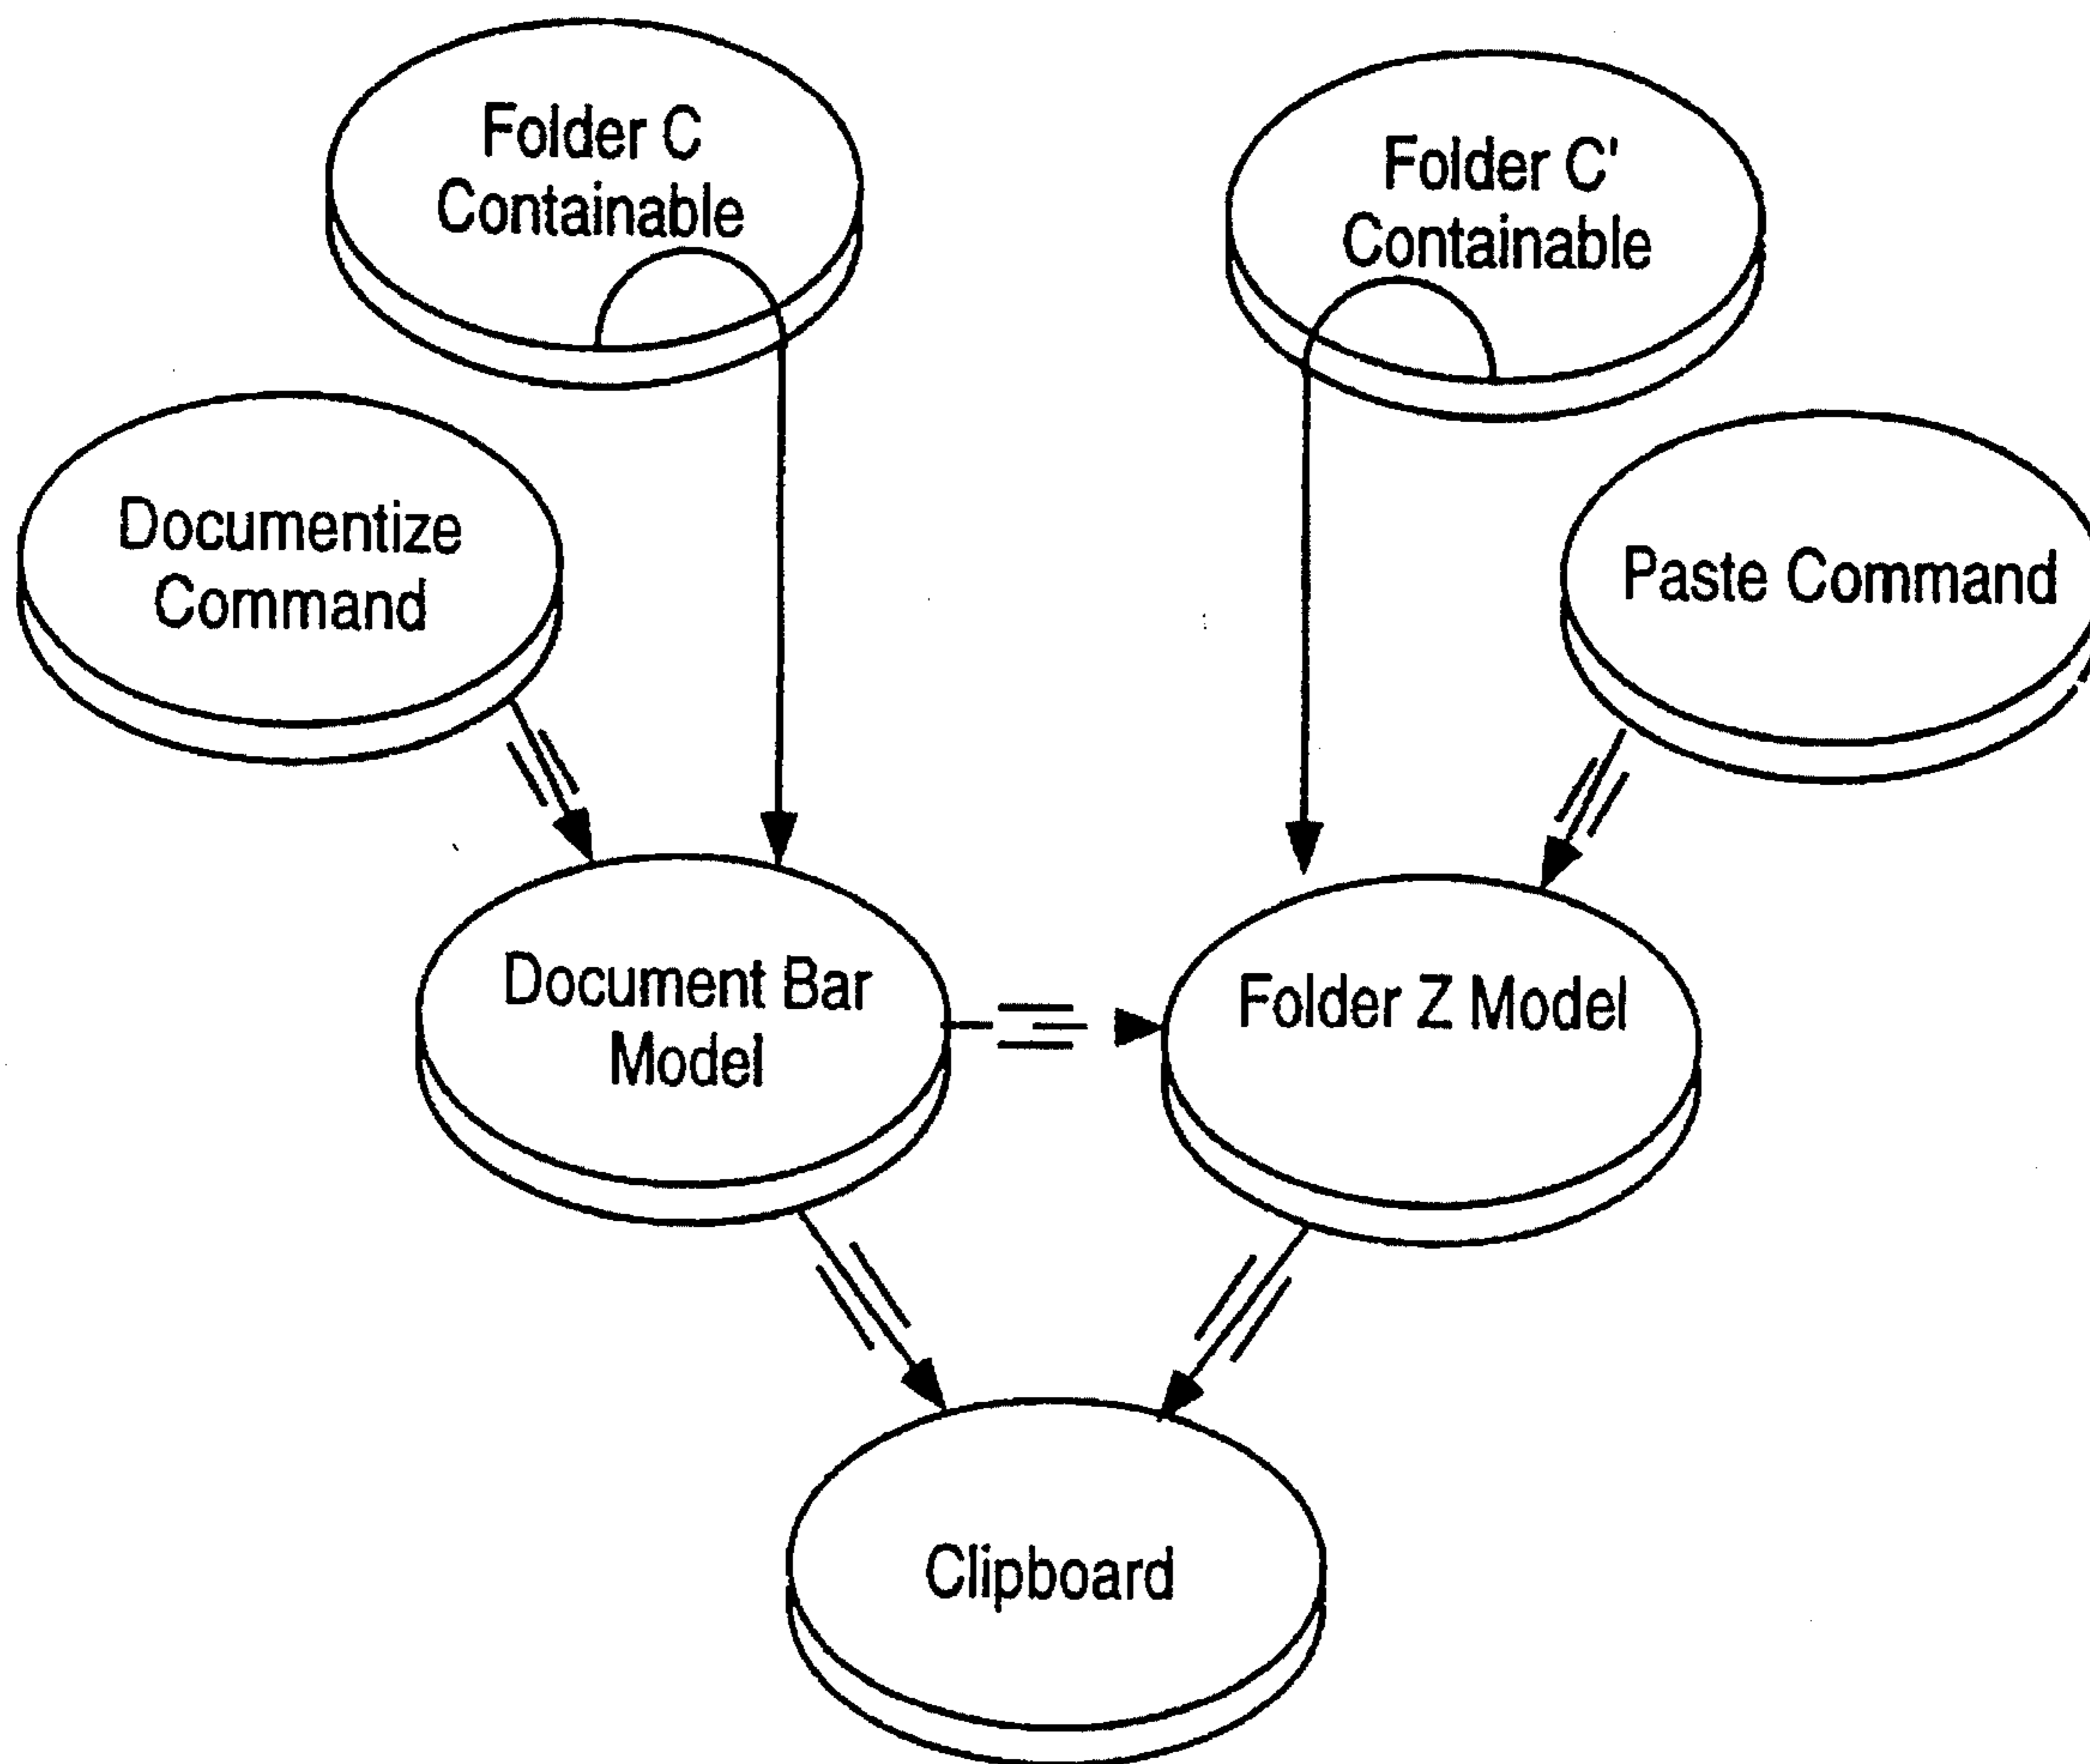 Folder C
Containable
Folder C'
Containable
Documentize
Command
Paste Command
Document Bar
Model
Folder Z Model
Clipboard